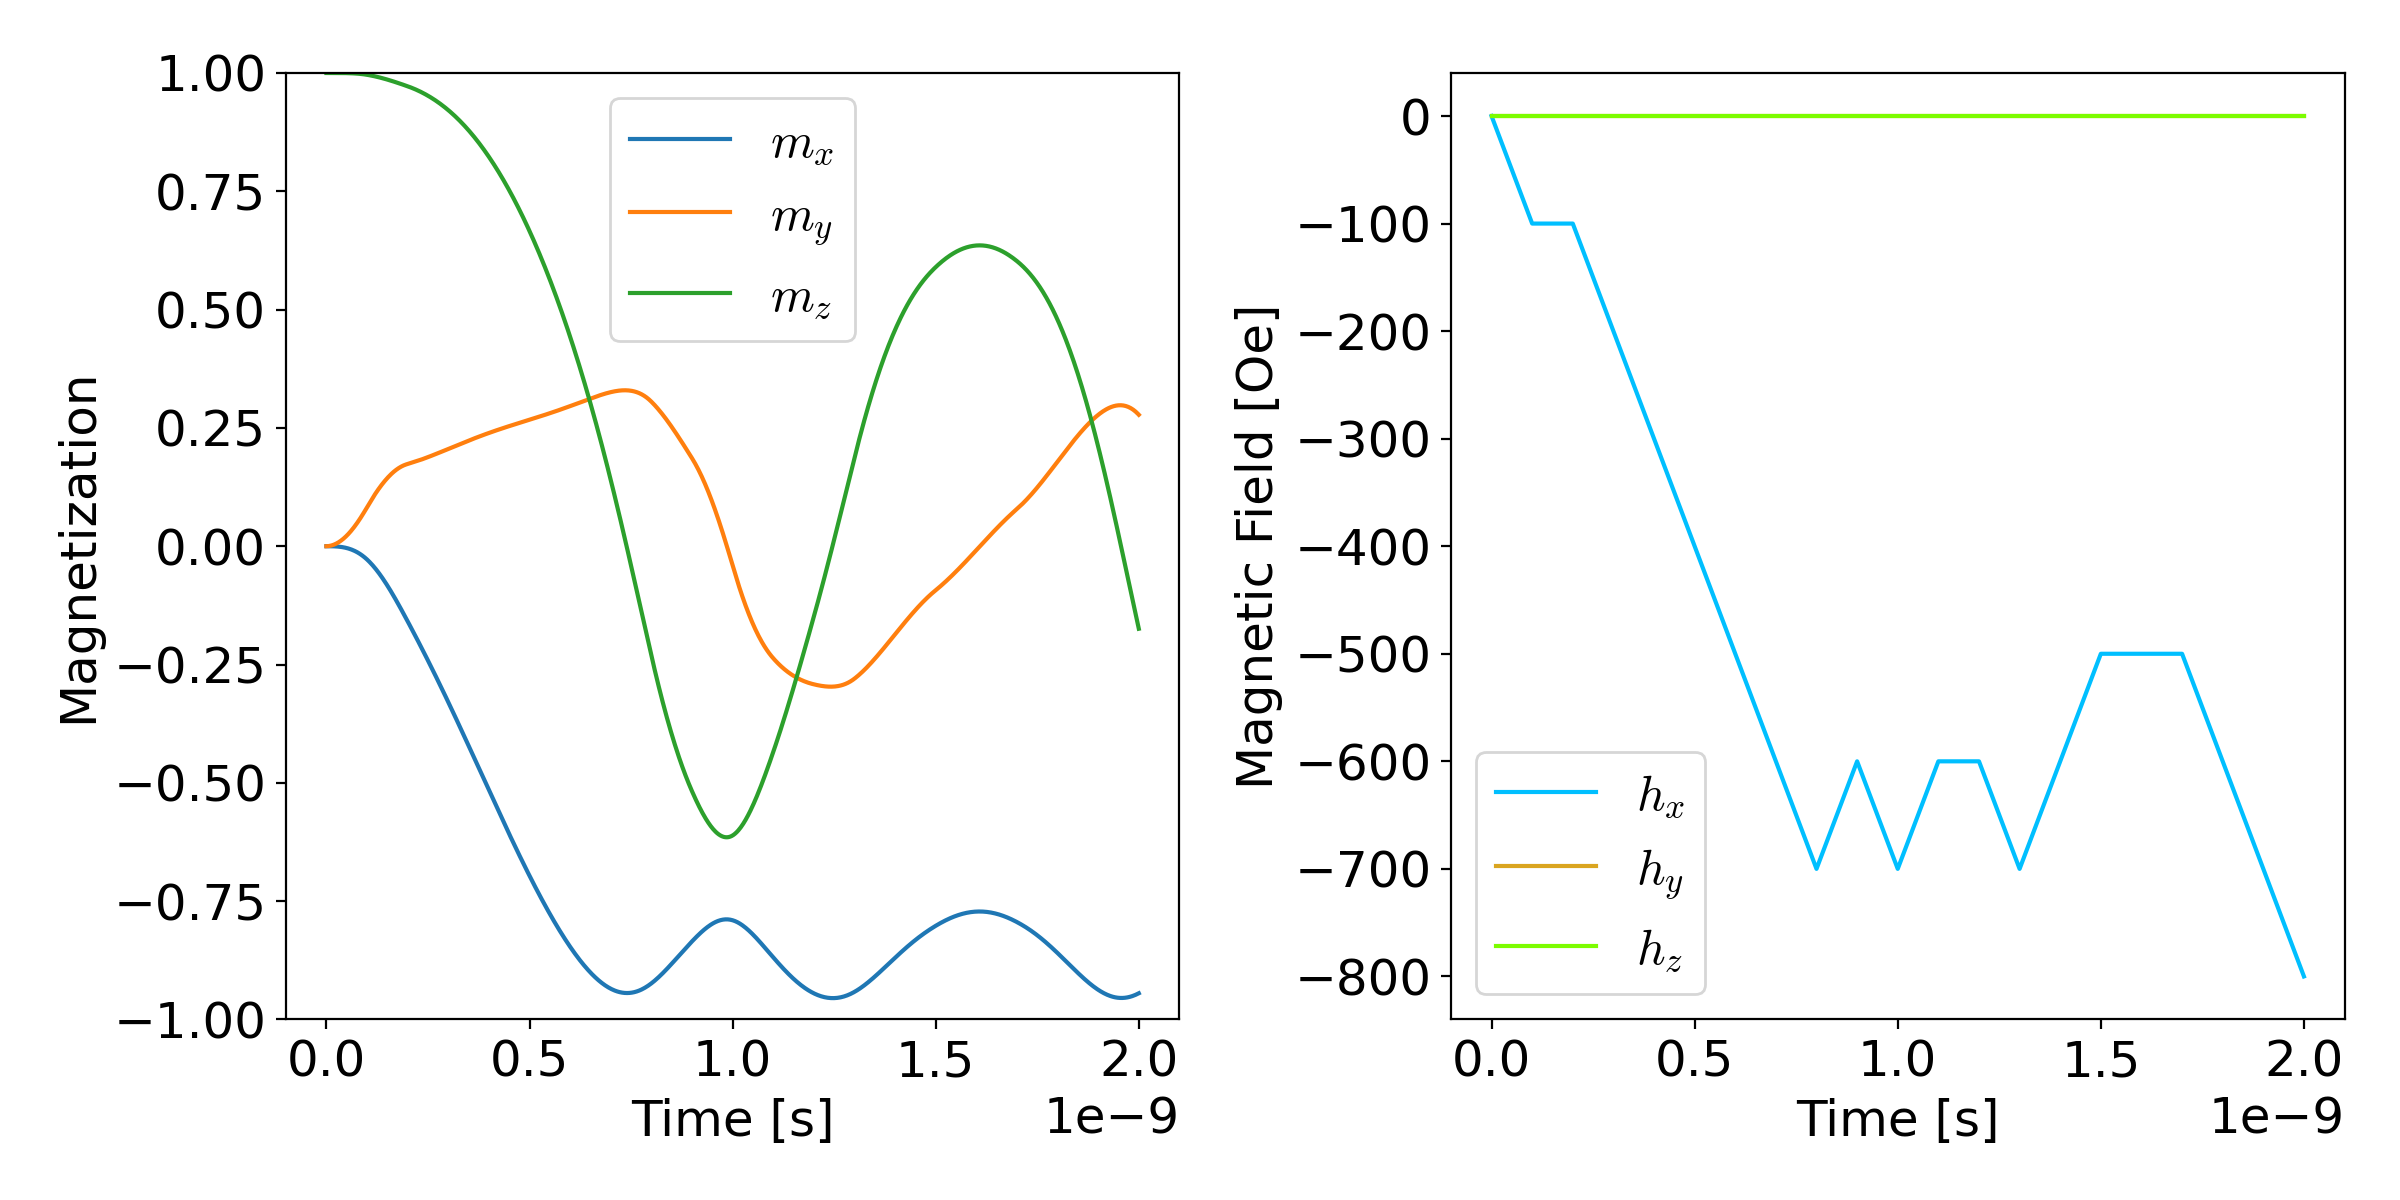 Magnetization
1.00
0.75
0.50
0.25
0.00
−0.25
−0.50
−0.75
−1.00
m_x
m_y
m_z
0.0 0.5 1.0 1.5 2.0
Time [s]
1e−9
Magnetic Field [Oe]
0
−100
−200
−300
−400
−500
−600
−700
−800
h_x
h_y
h_z
0.0 0.5 1.0 1.5 2.0
Time [s]
1e−9